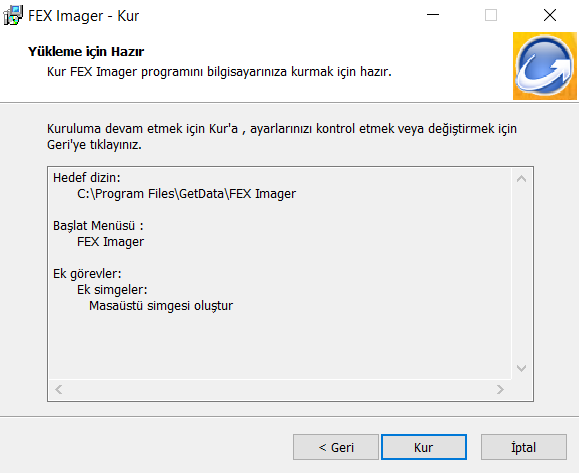 FEX Imager - Kur
Yükleme için Hazır
Kur FEX Imager programını bilgisayarınıza kurmak için hazır.
Kuruluma devam etmek için Kur'a , ayarlarınızı kontrol etmek veya değiştirmek için
Geri'ye tıklayınız.
Hedef dizin:
C:\Program Files\GetData\FEX Imager
Başlat Menüsü :
FEX Imager
Ek görevler:
Ek simgeler:
Masaüstü simgesi oluştur
< Geri
Kur
İptal